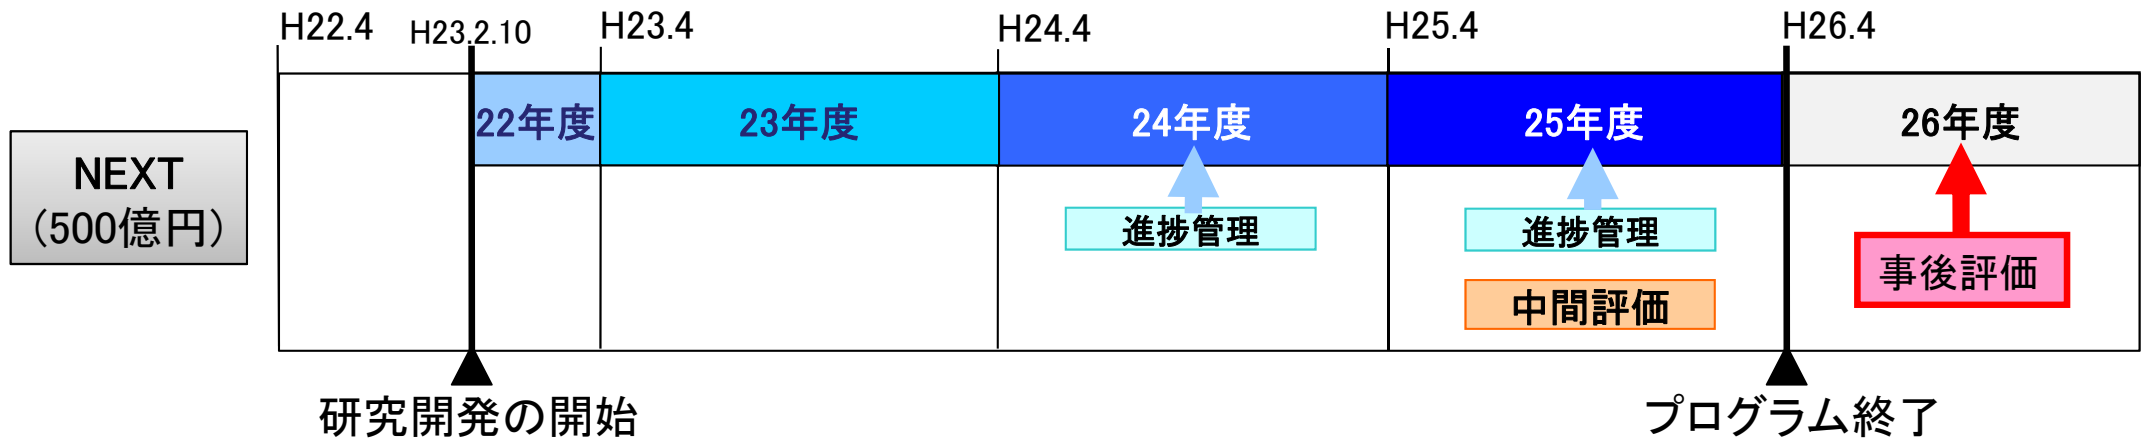 H22.4
H23.2.10
H23.4
H24.4
H25.4
H26.4
22年度
23年度
24年度
25年度
26年度
NEXT
(500億円)
進捗管理
進捗管理
中間評価
事後評価
研究開発の開始
プログラム終了